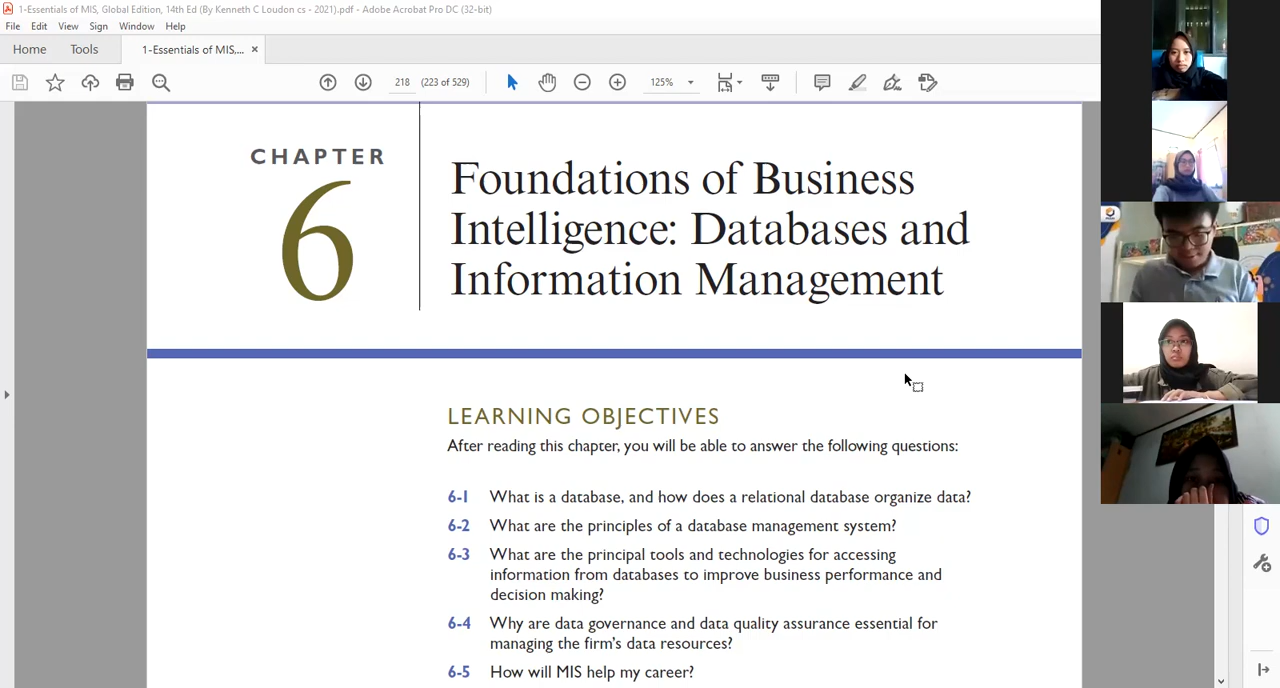 1-Essentials of MIS, Global Edition, 14th Ed (By Kenneth C Loudon cs - 2021).pdf - Adobe Acrobat Pro DC (32-bit)
File Edit View Sign Window Help
Home Tools 1-Essentials of MIS,... ×
218 (223 of 529) 125%
CHAPTER
6
Foundations of Business
Intelligence: Databases and
Information Management
LEARNING OBJECTIVES
After reading this chapter, you will be able to answer the following questions:
6-1 What is a database, and how does a relational database organize data?
6-2 What are the principles of a database management system?
6-3 What are the principal tools and technologies for accessing
information from databases to improve business performance and
decision making?
6-4 Why are data governance and data quality assurance essential for
managing the firm's data resources?
6-5 How will MIS help my career?